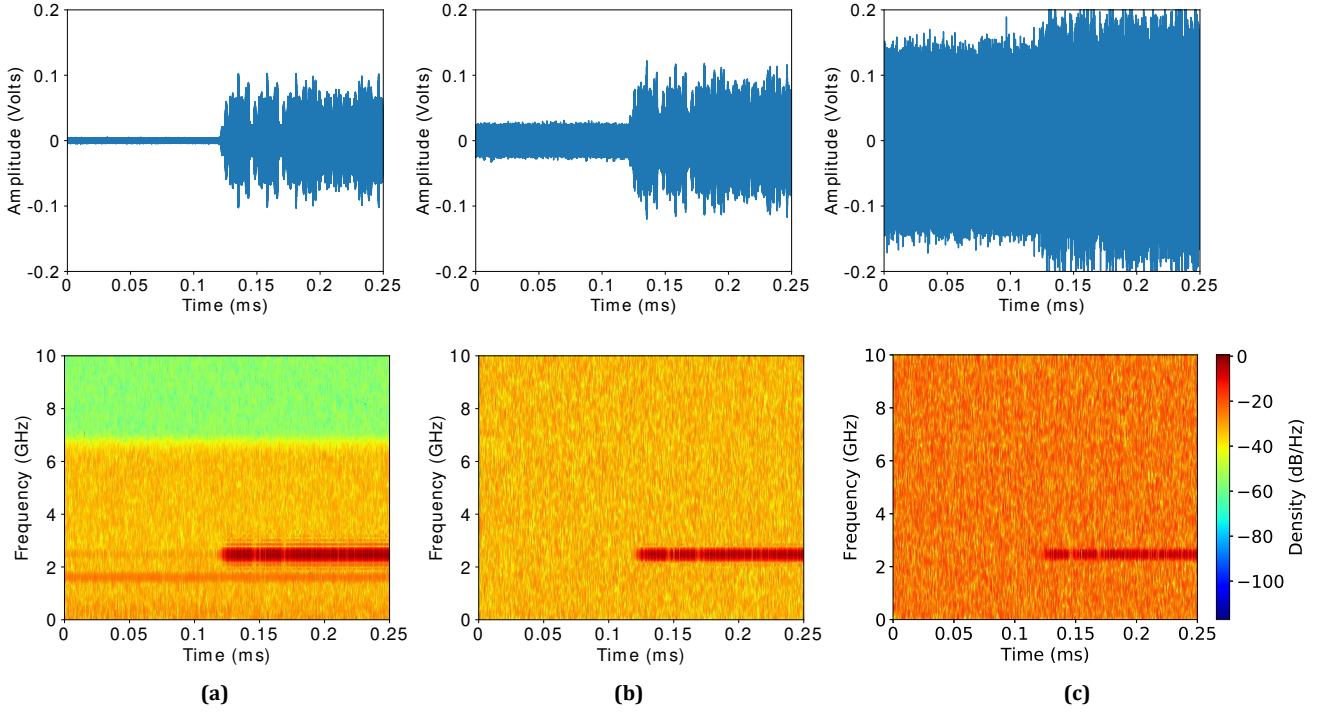 0.2 0.1 0 -0.1 -0.2
Amplitude (Volts)
0 0.05 0.1 0.15 0.2 0.25
Time (ms)
0.2 0.1 0 -0.1 -0.2
Amplitude (Volts)
0 0.05 0.1 0.15 0.2 0.25
Time (ms)
0.2 0.1 0 -0.1 -0.2
Amplitude (Volts)
0 0.05 0.1 0.15 0.2 0.25
Time (ms)
10 8 6 4 2 0
Frequency (GHz)
0 0.05 0.1 0.15 0.2 0.25
Time (ms)
(a)
10 8 6 4 2 0
Frequency (GHz)
0 0.05 0.1 0.15 0.2 0.25
Time (ms)
(b)
10 8 6 4 2 0
Frequency (GHz)
0 0.05 0.1 0.15 0.2 0.25
Time (ms)
(c)
0 −20 −40 −60 −80 −100
Density (dB/Hz)